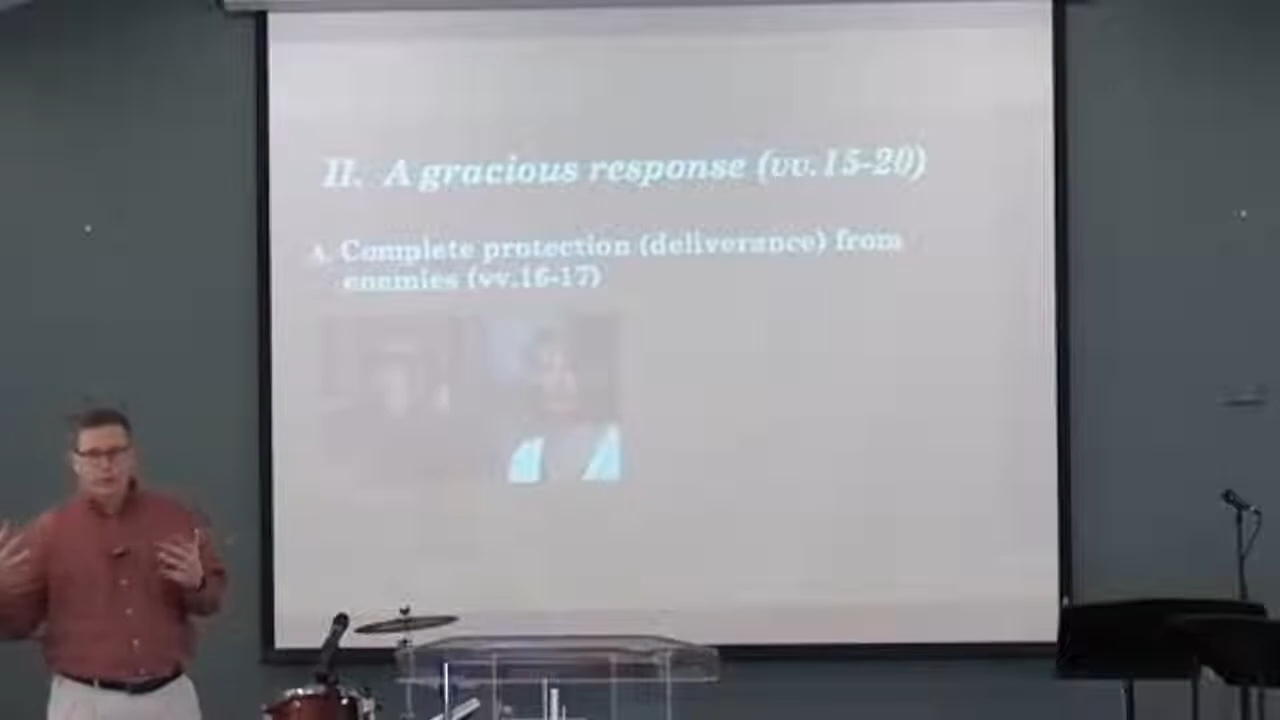 II. A gracious response (vv.15-20)
A. Complete protection (deliverance) from
enemies (vv.16-17)